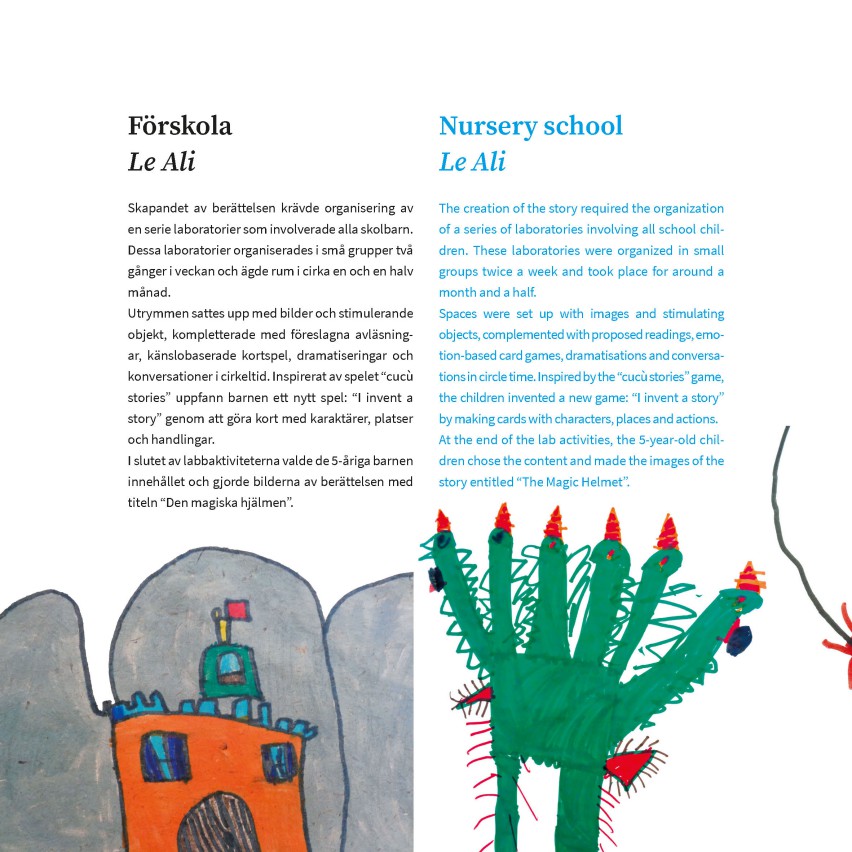 Förskola
Le Ali
Skapandet av berättelsen krävde organisering av
en serie laboratorier som involverade alla skolbarn.
Dessa laboratorier organiserades i små grupper två
gånger i veckan och ägde rum i cirka en och en halv
månad.
Utrymmen sattes upp med bilder och stimulerande
objekt, kompletterade med föreslagna avläsning-
ar, känslobaserade kortspel, dramatiseringar och
konversationer i cirkeltid. Inspirerat av spelet “cucù
stories” uppfann barnen ett nytt spel: “I invent a
story” genom att göra kort med karaktärer, platser
och handlingar.
I slutet av labbaktiviteterna valde de 5-åriga barnen
innehållet och gjorde bilderna av berättelsen med
titeln “Den magiska hjälmen”.
Nursery school
Le Ali
The creation of the story required the organization
of a series of laboratories involving all school chil-
dren. These laboratories were organized in small
groups twice a week and took place for around a
month and a half.
Spaces were set up with images and stimulating
objects, complemented with proposed readings, emo-
tion-based card games, dramatisations and conversa-
tions in circle time. Inspired by the “cucù stories” game,
the children invented a new game: “I invent a story”
by making cards with characters, places and actions.
At the end of the lab activities, the 5-year-old chil-
dren chose the content and made the images of the
story entitled “The Magic Helmet”.